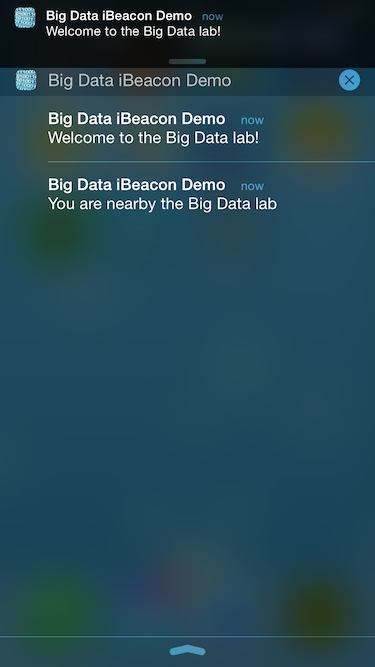 Big Data iBeacon Demo now
Welcome to the Big Data lab!
Big Data iBeacon Demo
Big Data iBeacon Demo now
Welcome to the Big Data lab!
Big Data iBeacon Demo now
You are nearby the Big Data lab